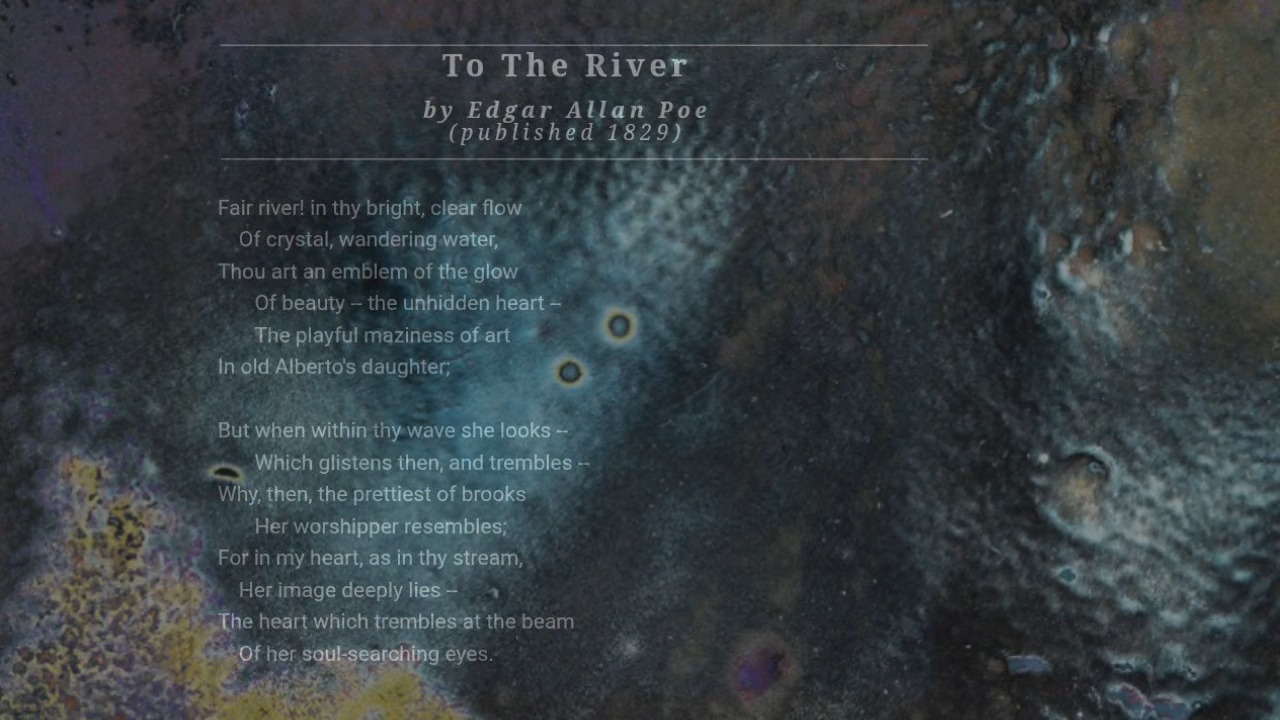 To The River
by Edgar Allan Poe
(published 1829)
Fair river! in thy bright, clear flow
Of crystal, wandering water,
Thou art an emblem of the glow
Of beauty -- the unhidden heart --
The playful maziness of art
In old Alberto's daughter;
But when within thy wave she looks --
Which glistens then, and trembles --
Why, then, the prettiest of brooks
Her worshipper resembles;
For in my heart, as in thy stream,
Her image deeply lies --
The heart which trembles at the beam
Of her soul-searching eyes.